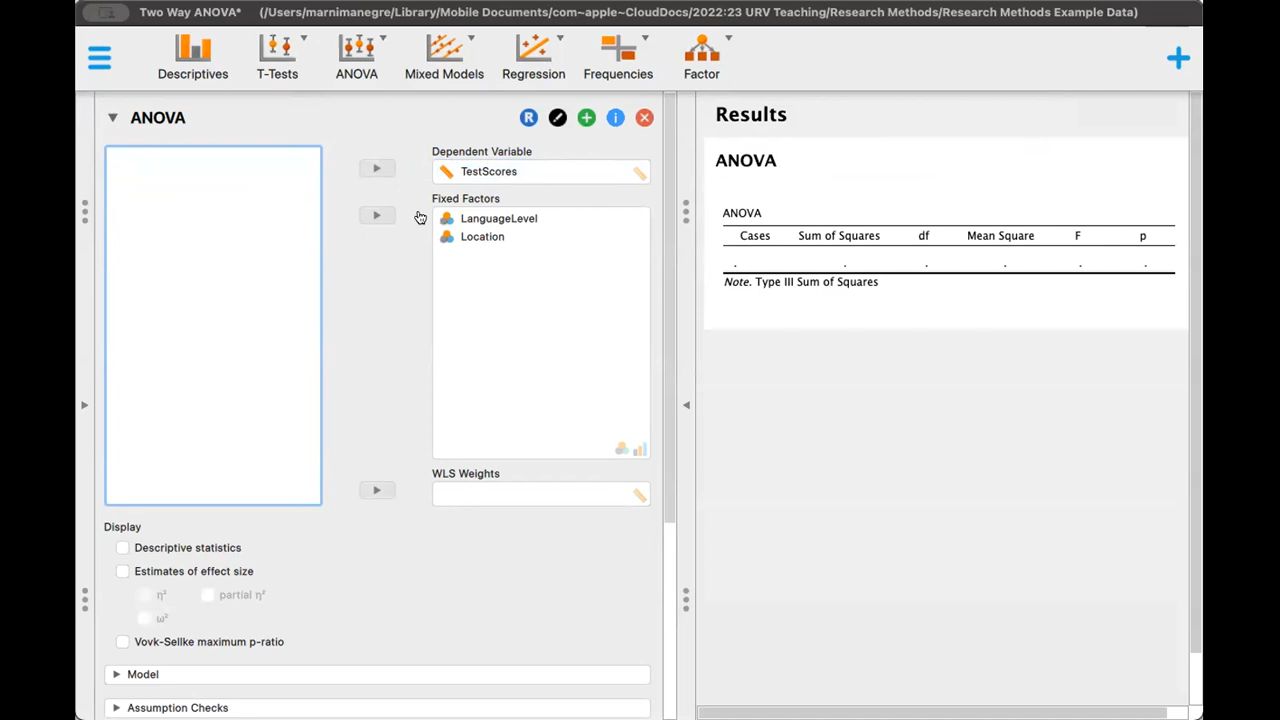 Two Way ANOVA* (/Users/marnimanegre/Library/Mobile Documents/com~apple~CloudDocs/2022:23 URV Teaching/Research Methods/Research Methods Example Data)
Descriptives T-Tests ANOVA Mixed Models Regression Frequencies Factor
ANOVA
R
Dependent Variable
TestScores
Fixed Factors
LanguageLevel
Location
WLS Weights
Display
Descriptive statistics
Estimates of effect size
η² partial η²
ω²
Vovk-Sellke maximum p-ratio
Model
Assumption Checks
Results
ANOVA
ANOVA
Cases Sum of Squares df Mean Square F p
. . . . . .
Note. Type III Sum of Squares